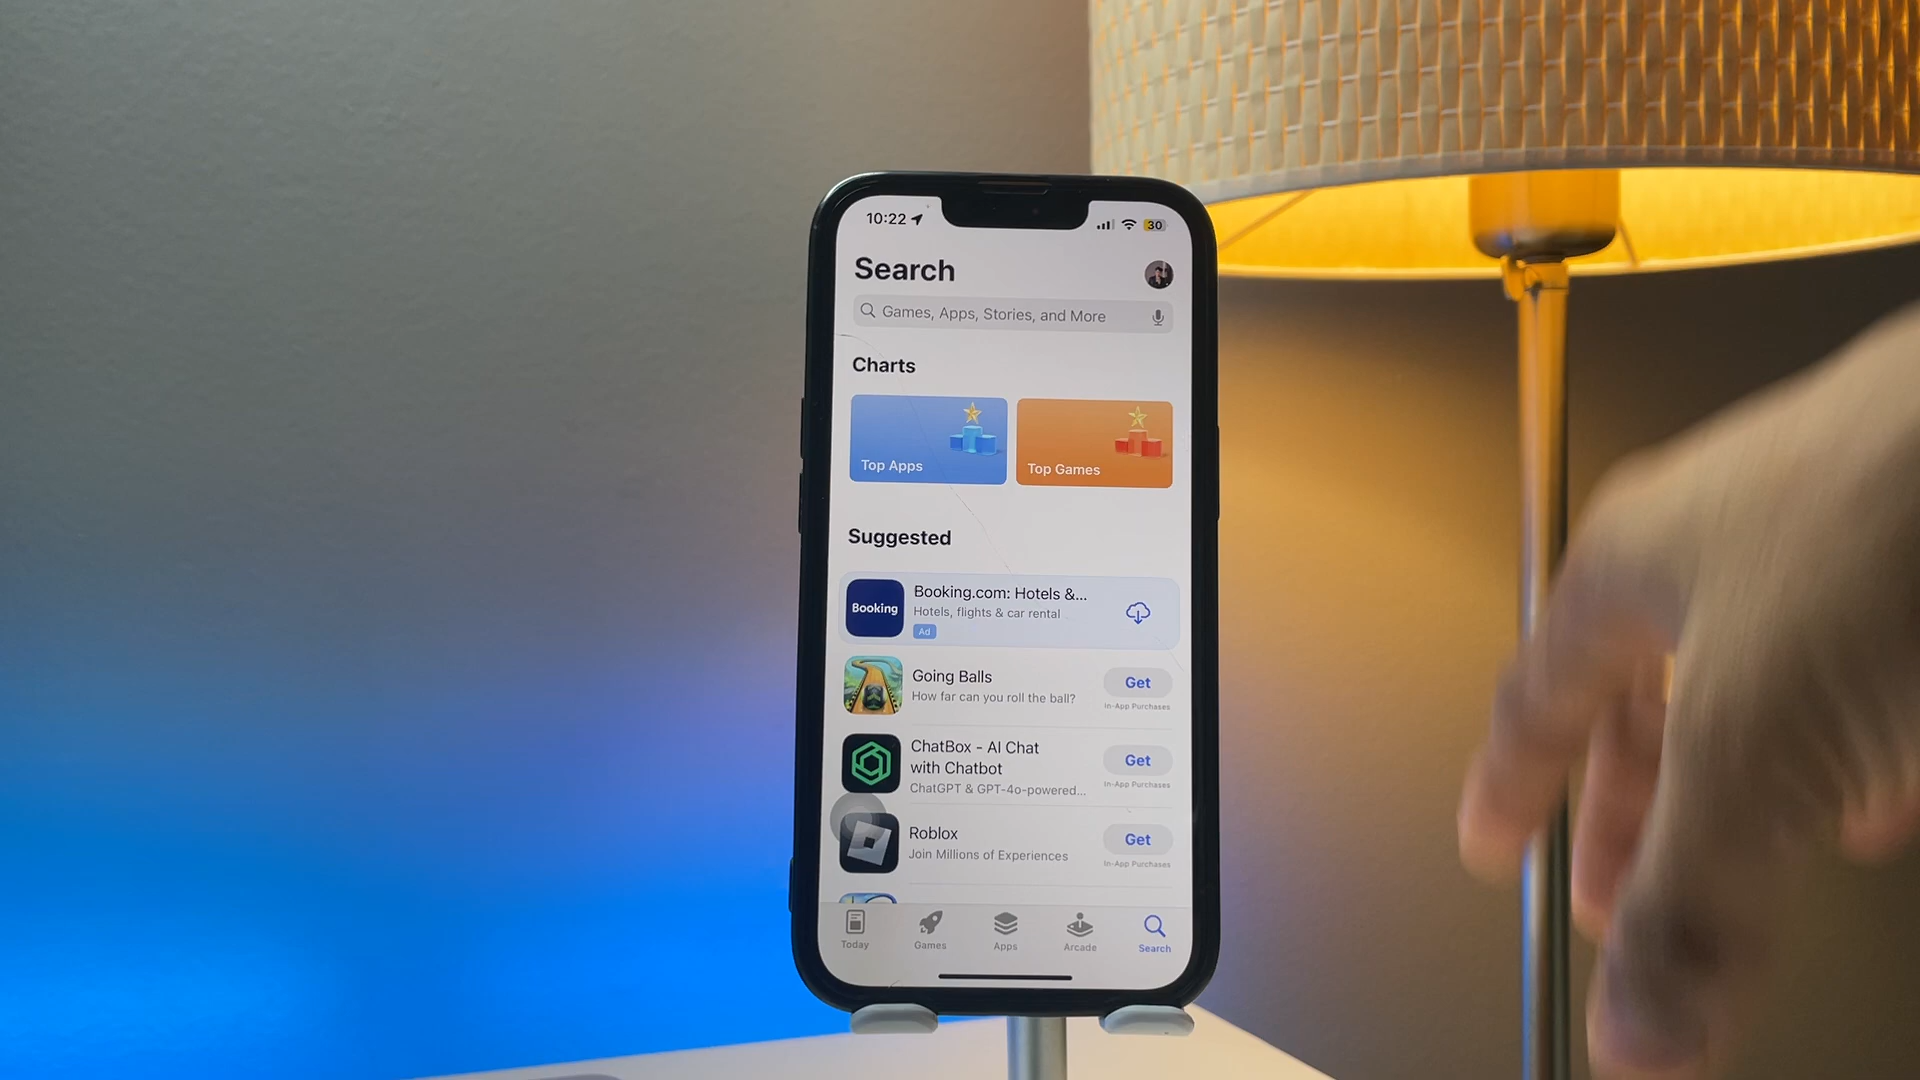 10:22
30
Search
Games, Apps, Stories, and More
Charts
Top Apps
Top Games
Suggested
Booking
Booking.com: Hotels &...
Hotels, flights & car rental
Ad
Going Balls
How far can you roll the ball?
Get
In-App Purchases
ChatBox - AI Chat
with Chatbot
ChatGPT & GPT-4o-powered...
Get
In-App Purchases
Roblox
Join Millions of Experiences
Get
In-App Purchases
Today
Games
Apps
Arcade
Search